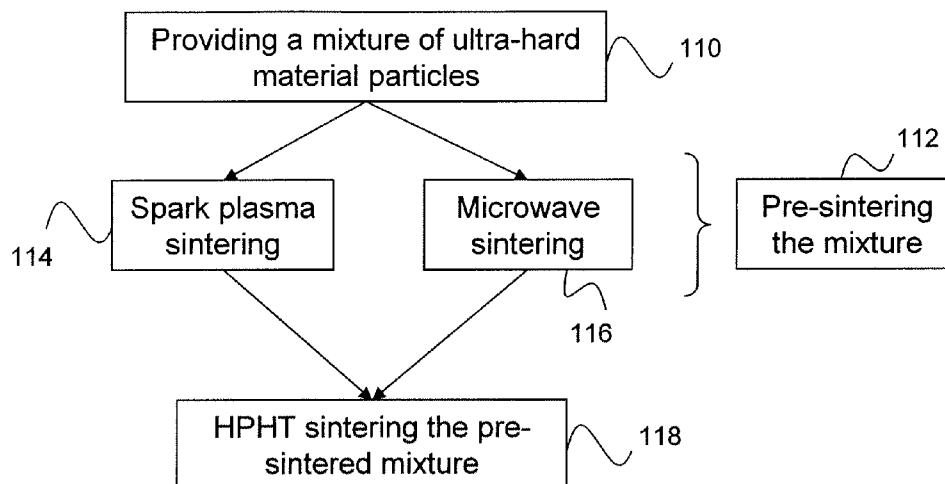 Providing a mixture of ultra-hard
material particles
110
112
Spark plasma
sintering
Microwave
sintering
Pre-sintering
the mixture
114
116
HPHT sintering the pre-
sintered mixture
118